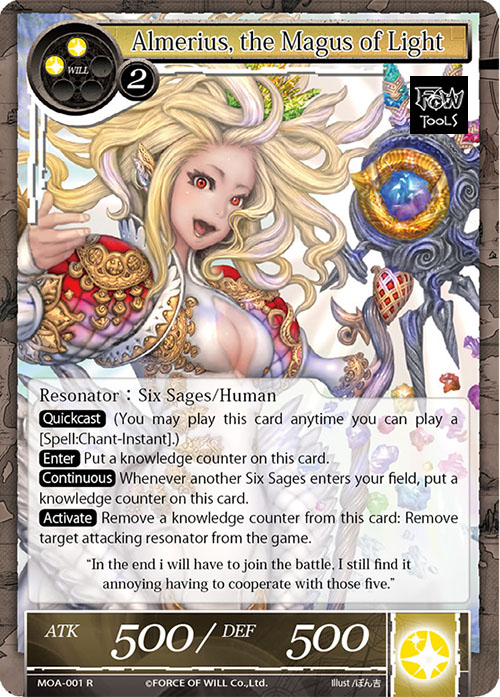 Almerius, the Magus of Light
WILL
2
FOW
TOOLS
Resonator : Six Sages/Human
Quickcast (You may play this card anytime you can play a
[Spell:Chant-Instant].)
Enter Put a knowledge counter on this card.
Continuous Whenever another Six Sages enters your field, put a
knowledge counter on this card.
Activate Remove a knowledge counter from this card: Remove
target attacking resonator from the game.
“In the end i will have to join the battle. I still find it
annoying having to cooperate with those five.”
ATK 500/ DEF 500
MOA-001 R ©FORCE OF WILL Co.,Ltd. Illust /ぽん吉